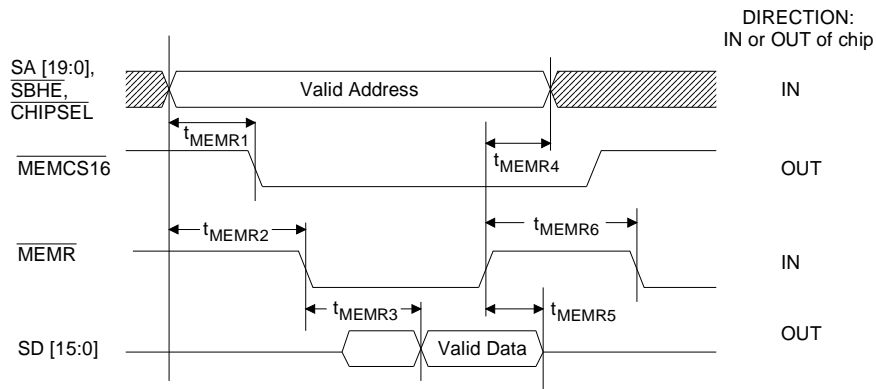 DIRECTION:
IN or OUT of chip
SA [19:0],
SBHE,
CHIPSEL
Valid Address
IN
tMEMR1
tMEMR4
MEMCS16
OUT
tMEMR2
tMEMR6
MEMR
IN
tMEMR3
tMEMR5
SD [15:0]
Valid Data
OUT